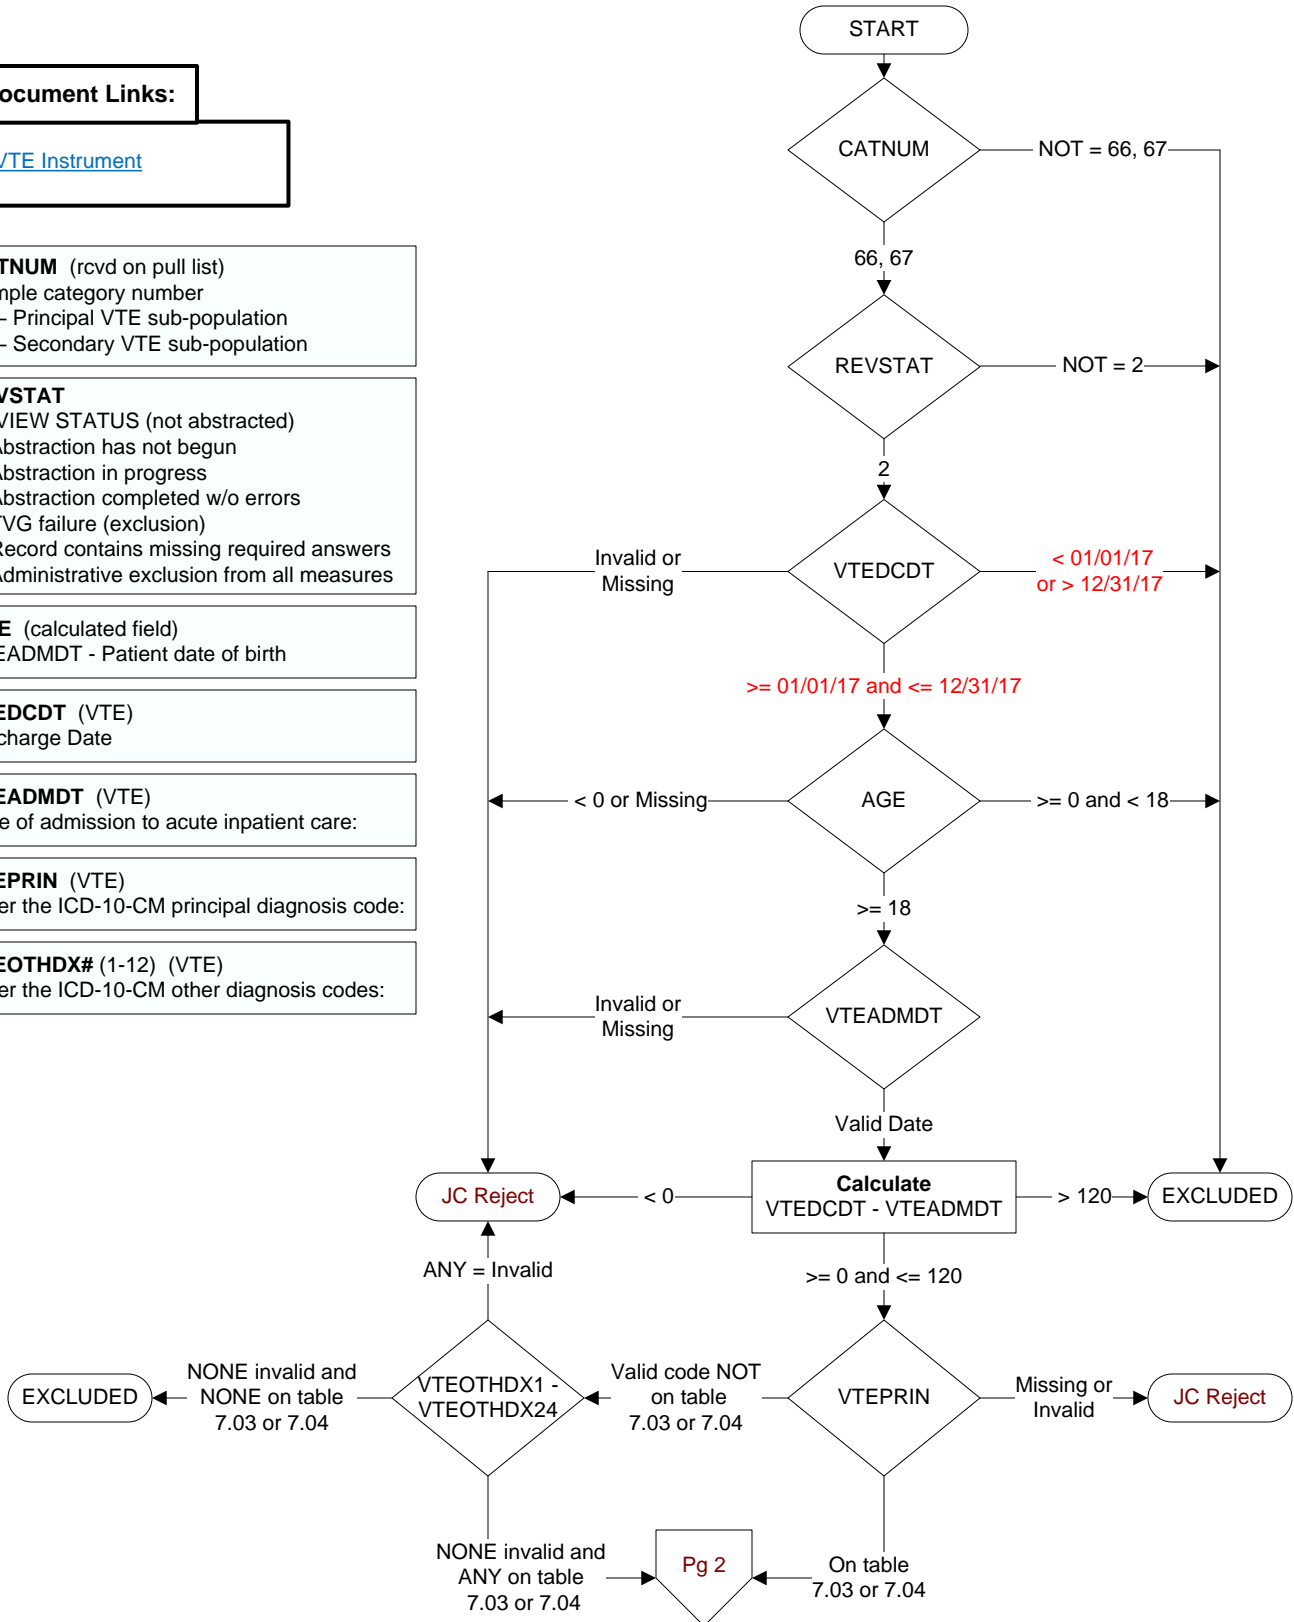 START
ocument Links:
VTE Instrument
CATNUM
NOT = 66, 67
66, 67
TNUM (rcvd on pull list)
mple category number
– Principal VTE sub-population
– Secondary VTE sub-population
REVSTAT
NOT = 2
2
VSTAT
VIEW STATUS (not abstracted)
Abstraction has not begun
Abstraction in progress
Abstraction completed w/o errors
TVG failure (exclusion)
Record contains missing required answers
Administrative exclusion from all measures
Invalid or
Missing
VTEDCDT
< 01/01/17
or > 12/31/17
>= 01/01/17 and <= 12/31/17
E (calculated field)
EADMDT - Patient date of birth
EDCDT (VTE)
charge Date
< 0 or Missing
AGE
>= 0 and < 18
>= 18
EADMDT (VTE)
e of admission to acute inpatient care:
EPRIN (VTE)
er the ICD-10-CM principal diagnosis code:
EOTHDX# (1-12) (VTE)
er the ICD-10-CM other diagnosis codes:
Invalid or
Missing
VTEADMDT
Valid Date
JC Reject
< 0
Calculate
VTEDCDT - VTEADMDT
> 120
EXCLUDED
ANY = Invalid
>= 0 and <= 120
EXCLUDED
NONE invalid and
NONE on table
7.03 or 7.04
VTEOTHDX1 -
VTEOTHDX24
Valid code NOT
on table
7.03 or 7.04
VTEPRIN
Missing or
Invalid
JC Reject
NONE invalid and
ANY on table
7.03 or 7.04
Pg 2
On table
7.03 or 7.04